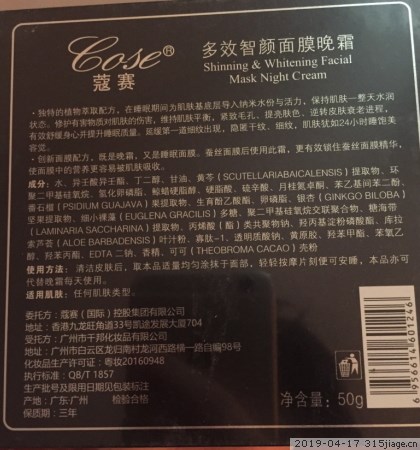 Cose®
蔻赛
多效智颜面膜晚霜
Shinning & Whitening Facial
Mask Night Cream
· 独特的植物萃取配方，在睡眠期间为肌肤基底层导入纳米水份与活力，保持肌肤一整天水润
状态。修护有害物质对肌肤的伤害，维持肌肤平衡，紧致毛孔、提亮肤色、逆转皮肤衰老进程，
有效舒缓身心并提升睡眠质量。延缓第一道细纹出现，隐匿干纹、细纹，肌肤犹如24小时睡饱美
容觉。
· 创新面膜配方，既是晚霜，又是睡眠面膜。蚕丝面膜后使用此霜，更有效锁住蚕丝面膜精华，
使面膜中的营养更容易被肌肤吸收。
成分：水、异壬酸异壬酯、丁二醇、甘油、黄芩（SCUTELLARIABAICALENSIS）提取物、环
聚二甲基硅氧烷、氢化卵磷脂、鲸蜡硬脂醇、硬脂酸、硫辛酸、月桂氮卓酮、苯乙基间苯二酚、
番石榴（PSIDIUM GUAJAVA）果提取物、生育酚乙酸酯、卵磷脂、银杏（GINKGO BILOBA）
坚果提取物、细小裸藻（EUGLENA GRACILIS）多糖、聚二甲基硅氧烷交联聚合物、糖海带
（LAMINARIA SACCHARINA）提取物、丙烯酸（酯）类共聚物钠、羟丙基淀粉磷酸酯、库拉
索芦荟（ALOE BARBADENSIS）叶汁粉、寡肽-1、透明质酸钠、黄原胶、羟苯甲酯、苯氧乙
醇、羟苯丙酯、EDTA 二钠、香精、可可（THEOBROMA CACAO）壳粉
使用方法：清洁皮肤后，取本品适量均匀涂抹于面部，轻轻按摩片刻便可安睡，本品亦可
代替晚霜每天使用。
适用肌肤：任何肌肤类型。
委托方：蔻赛（国际）控股集团有限公司
地址：香港九龙旺角道33号凯途发展大厦704
受托方：广州市千邦化妆品有限公司
地址：广州市白云区龙归南村龙河西路横一路自编98号
化妆品生产许可证：粤妆20160948
执行标准：QB/T 1857
生产批号及限用日期见包装标注
产地：广东·广州 检验合格
保质期：三年
净含量：50g
6 956614 601246
2019-04-17 315jiage.cn